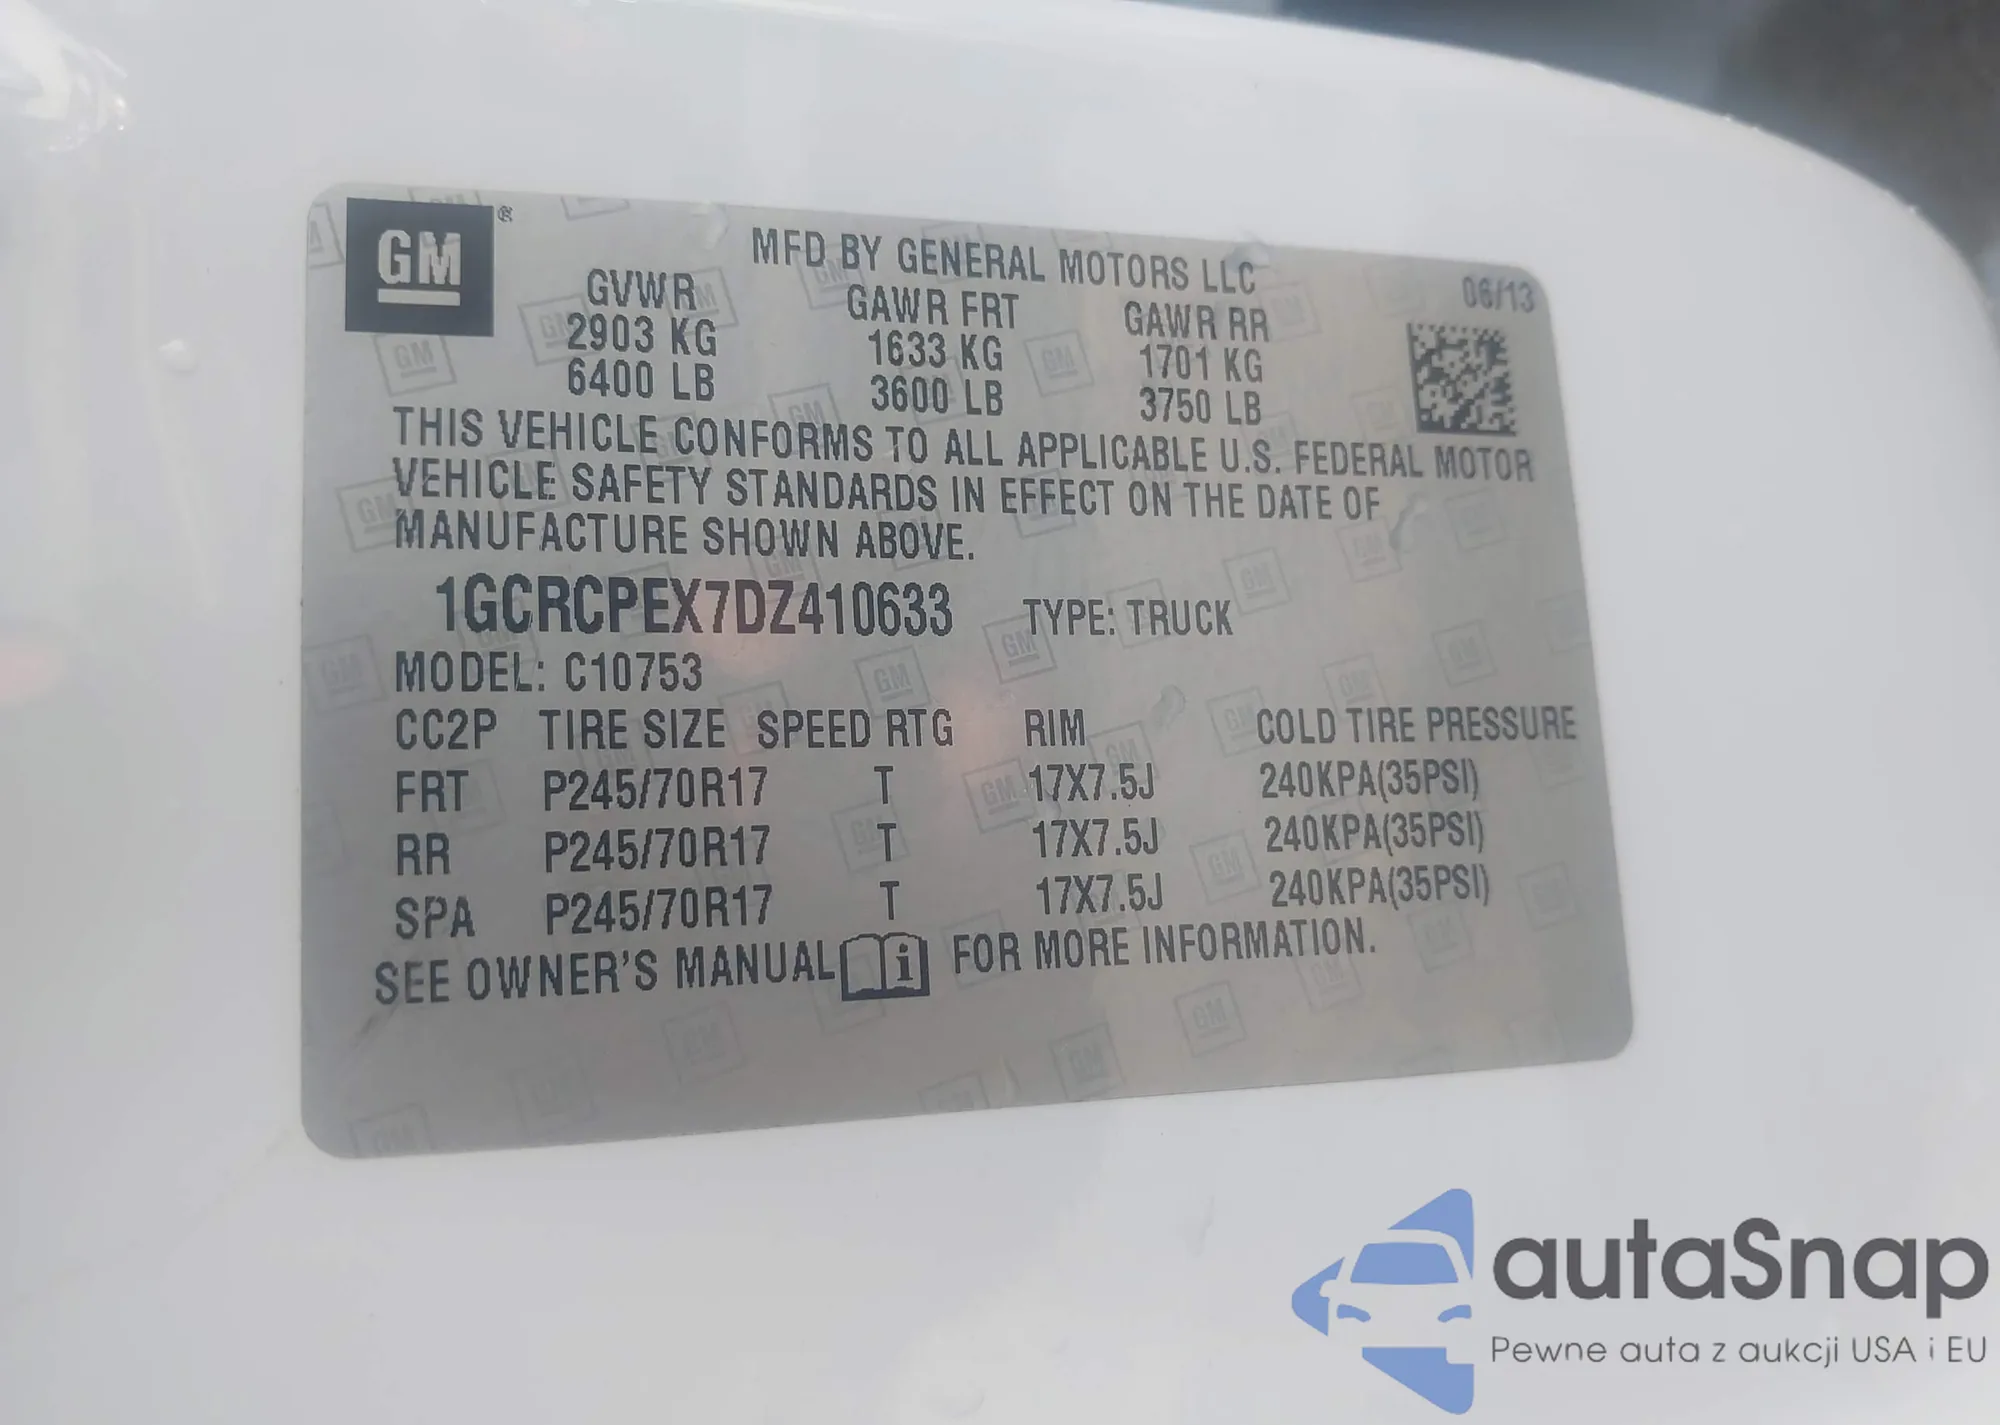 GM®
MFD BY GENERAL MOTORS LLC
06/13
GVWR GAWR FRT GAWR RR
2903 KG 1633 KG 1701 KG
6400 LB 3600 LB 3750 LB
THIS VEHICLE CONFORMS TO ALL APPLICABLE U.S. FEDERAL MOTOR
VEHICLE SAFETY STANDARDS IN EFFECT ON THE DATE OF
MANUFACTURE SHOWN ABOVE.
1GCRCPEX7DZ410633 TYPE: TRUCK
MODEL: C10753
CC2P TIRE SIZE SPEED RTG RIM COLD TIRE PRESSURE
FRT P245/70R17 T 17X7.5J 240KPA(35PSI)
RR P245/70R17 T 17X7.5J 240KPA(35PSI)
SPA P245/70R17 T 17X7.5J 240KPA(35PSI)
SEE OWNER'S MANUAL i FOR MORE INFORMATION.
autaSnap
Pewne auta z aukcji USA i EU